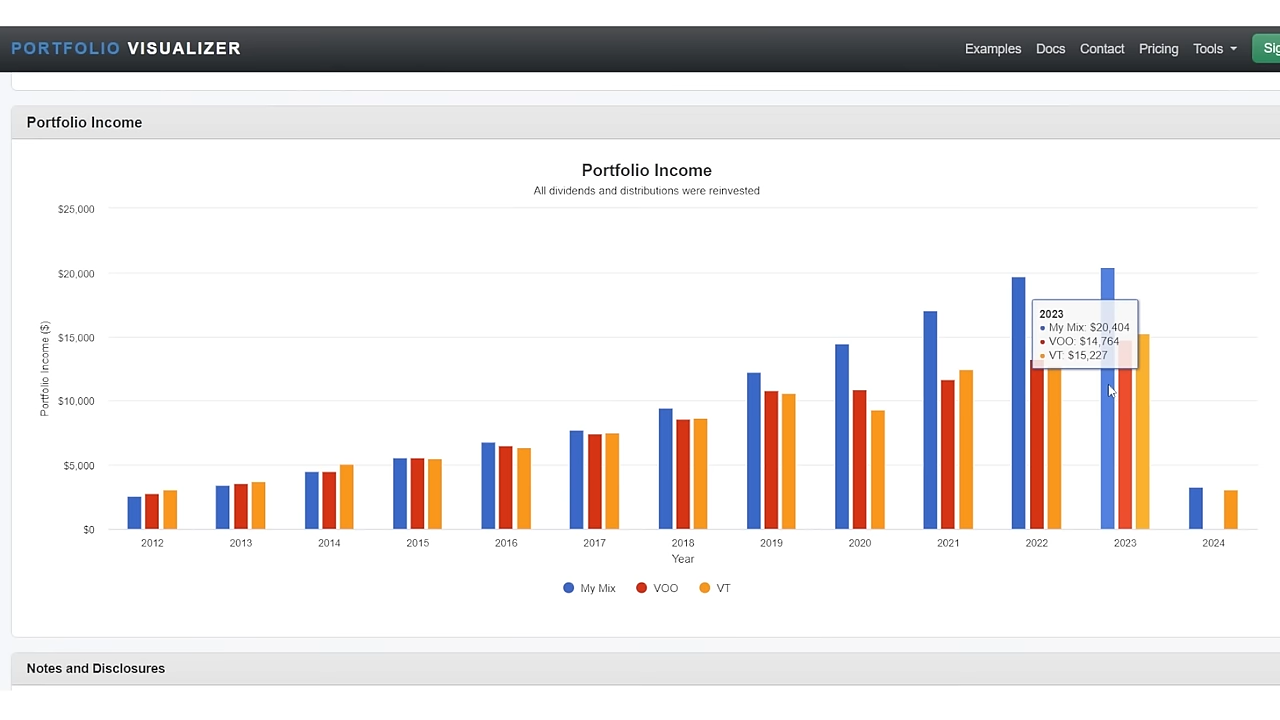 PORTFOLIO VISUALIZER
Examples Docs Contact Pricing Tools
Portfolio Income
Portfolio Income
All dividends and distributions were reinvested
$25,000
$20,000
$15,000
$10,000
$5,000
$0
Portfolio Income ($)
2023
My Mix: $20,404
VOO: $14,764
VT: $15,227
2012 2013 2014 2015 2016 2017 2018 2019 2020 2021 2022 2023 2024
Year
My Mix VOO VT
Notes and Disclosures